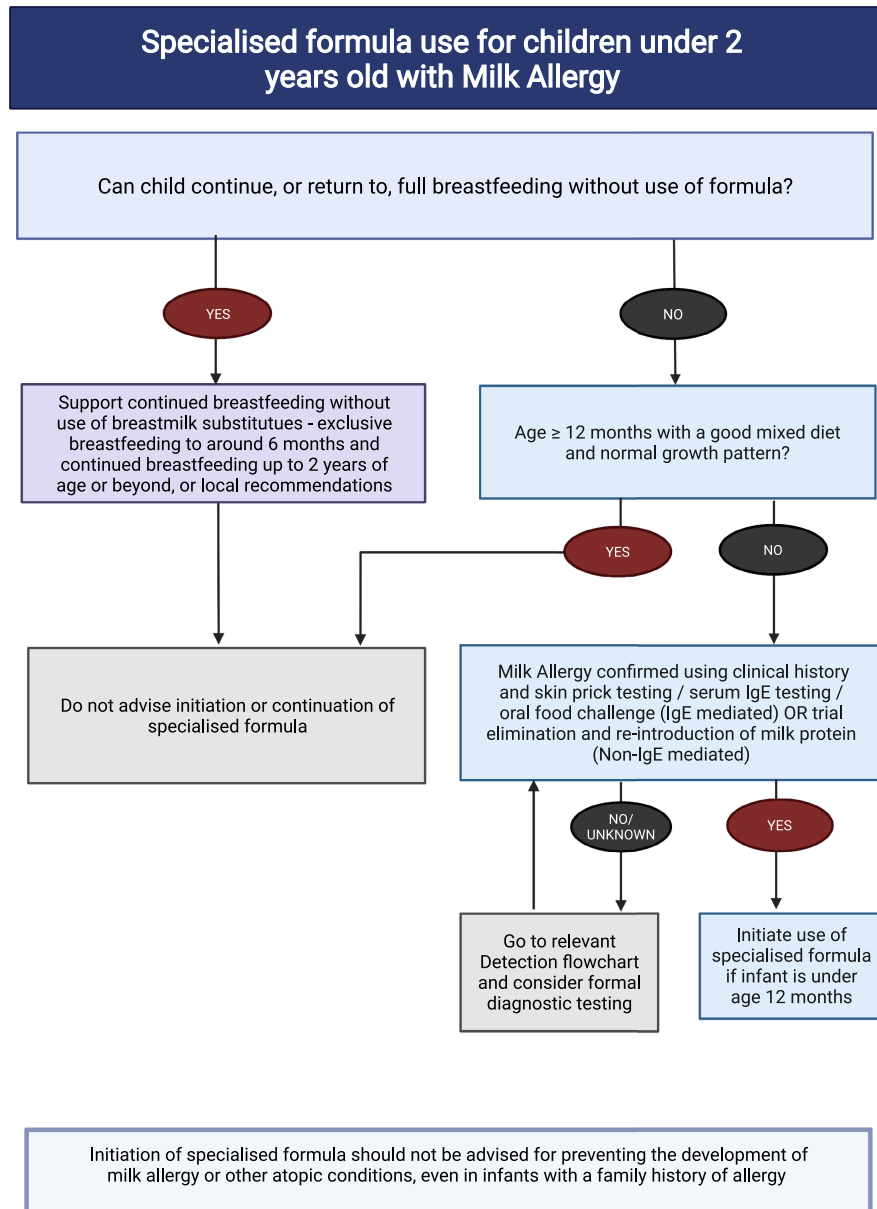 Specialised formula use for children under 2
years old with Milk Allergy
Can child continue, or return to, full breastfeeding without use of formula?
YES
NO
Support continued breastfeeding without
use of breastmilk substitutues - exclusive
breastfeeding to around 6 months and
continued breastfeeding up to 2 years of
age or beyond, or local recommendations
Age ≥ 12 months with a good mixed diet
and normal growth pattern?
YES
NO
Do not advise initiation or continuation of
specialised formula
Milk Allergy confirmed using clinical history
and skin prick testing / serum IgE testing /
oral food challenge (IgE mediated) OR trial
elimination and re-introduction of milk protein
(Non-IgE mediated)
NO/
UNKNOWN
YES
Go to relevant
Detection flowchart
and consider formal
diagnostic testing
Initiate use of
specialised formula
if infant is under
age 12 months
Initiation of specialised formula should not be advised for preventing the development of
milk allergy or other atopic conditions, even in infants with a family history of allergy